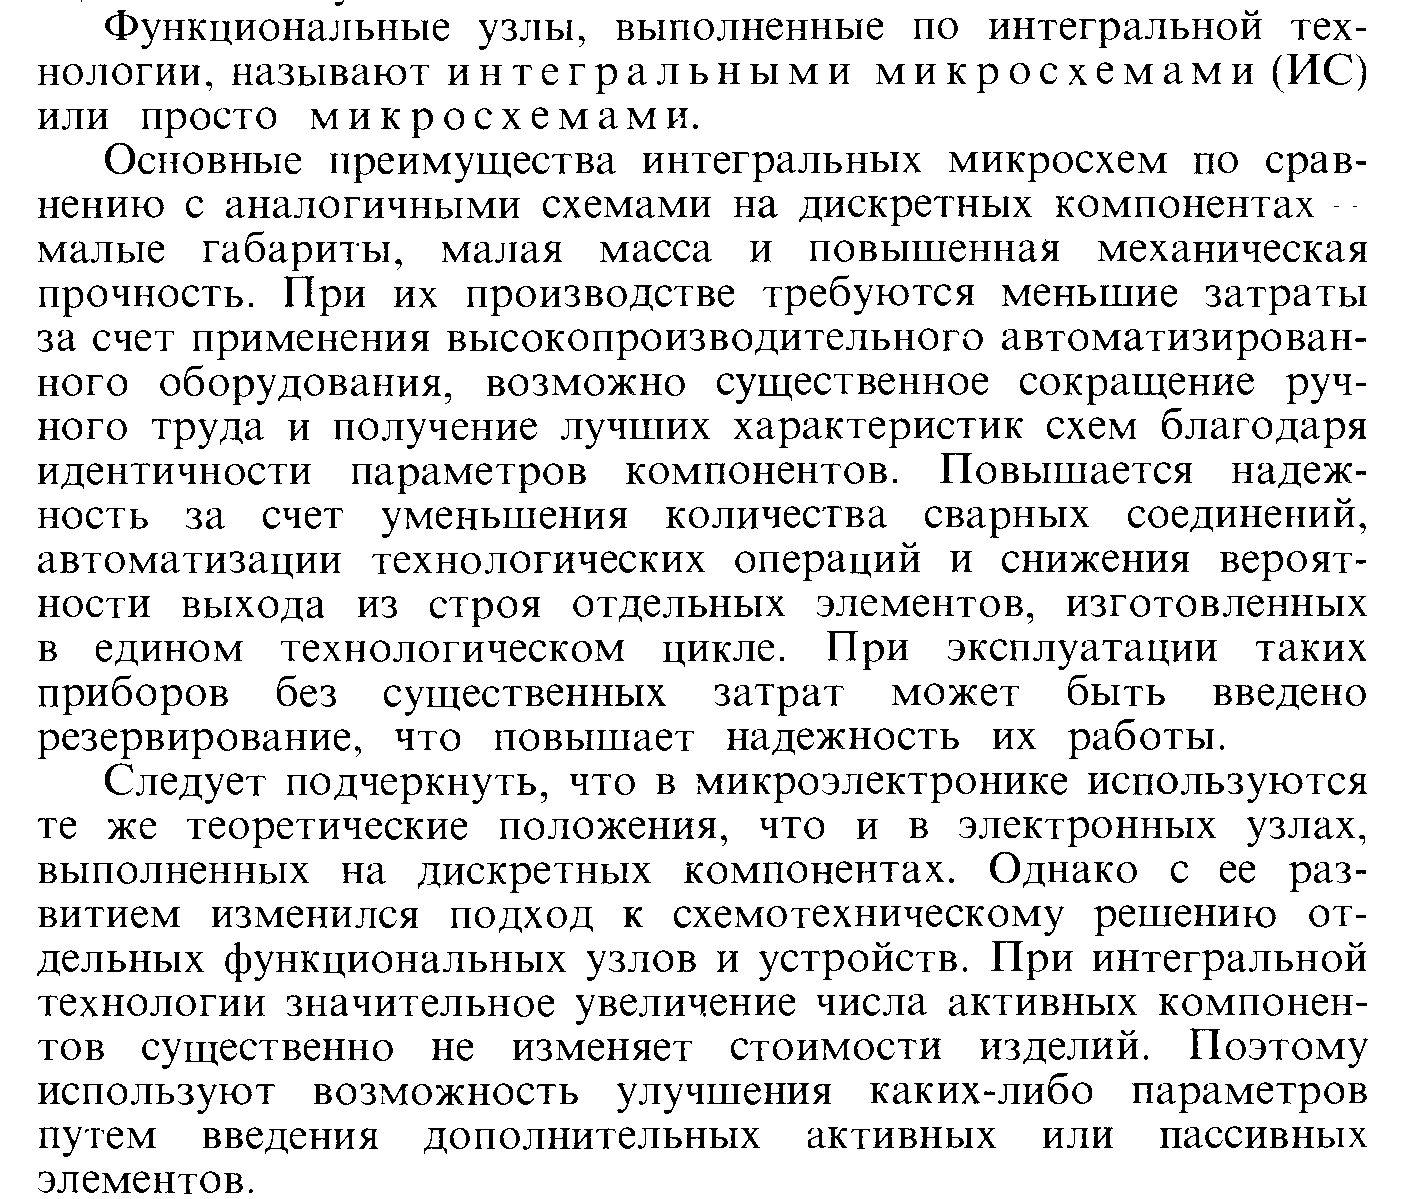 Функциональные узлы, выполненные по интегральной тех-
нологии, называют интегральными микросхемами (ИС)
или просто микросхемами.
Основные преимущества интегральных микросхем по срав-
нению с аналогичными схемами на дискретных компонентах —
малые габариты, малая масса и повышенная механическая
прочность. При их производстве требуются меньшие затраты
за счет применения высокопроизводительного автоматизирован-
ного оборудования, возможно существенное сокращение руч-
ного труда и получение лучших характеристик схем благодаря
идентичности параметров компонентов. Повышается надеж-
ность за счет уменьшения количества сварных соединений,
автоматизации технологических операций и снижения вероят-
ности выхода из строя отдельных элементов, изготовленных
в едином технологическом цикле. При эксплуатации таких
приборов без существенных затрат может быть введено
резервирование, что повышает надежность их работы.
Следует подчеркнуть, что в микроэлектронике используются
те же теоретические положения, что и в электронных узлах,
выполненных на дискретных компонентах. Однако с ее раз-
витием изменился подход к схемотехническому решению от-
дельных функциональных узлов и устройств. При интегральной
технологии значительное увеличение числа активных компонен-
тов существенно не изменяет стоимости изделий. Поэтому
используют возможность улучшения каких-либо параметров
путем введения дополнительных активных или пассивных
элементов.